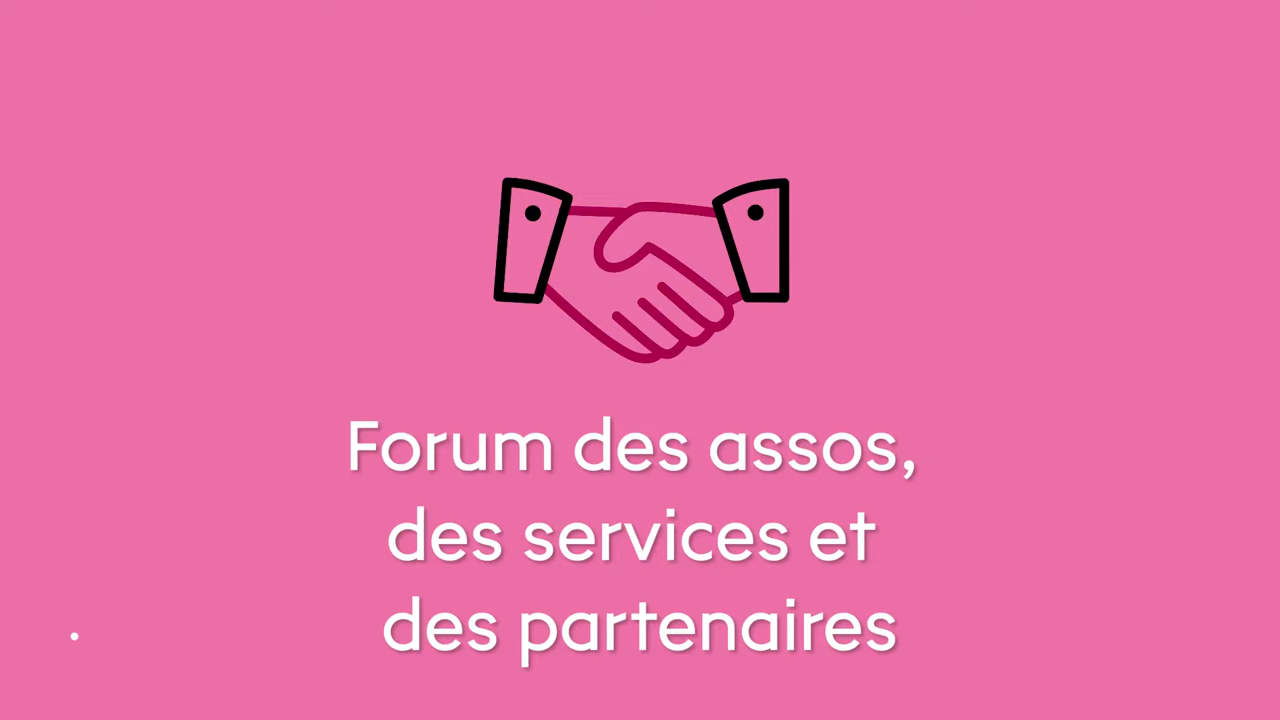 Forum des assos,
des services et
des partenaires